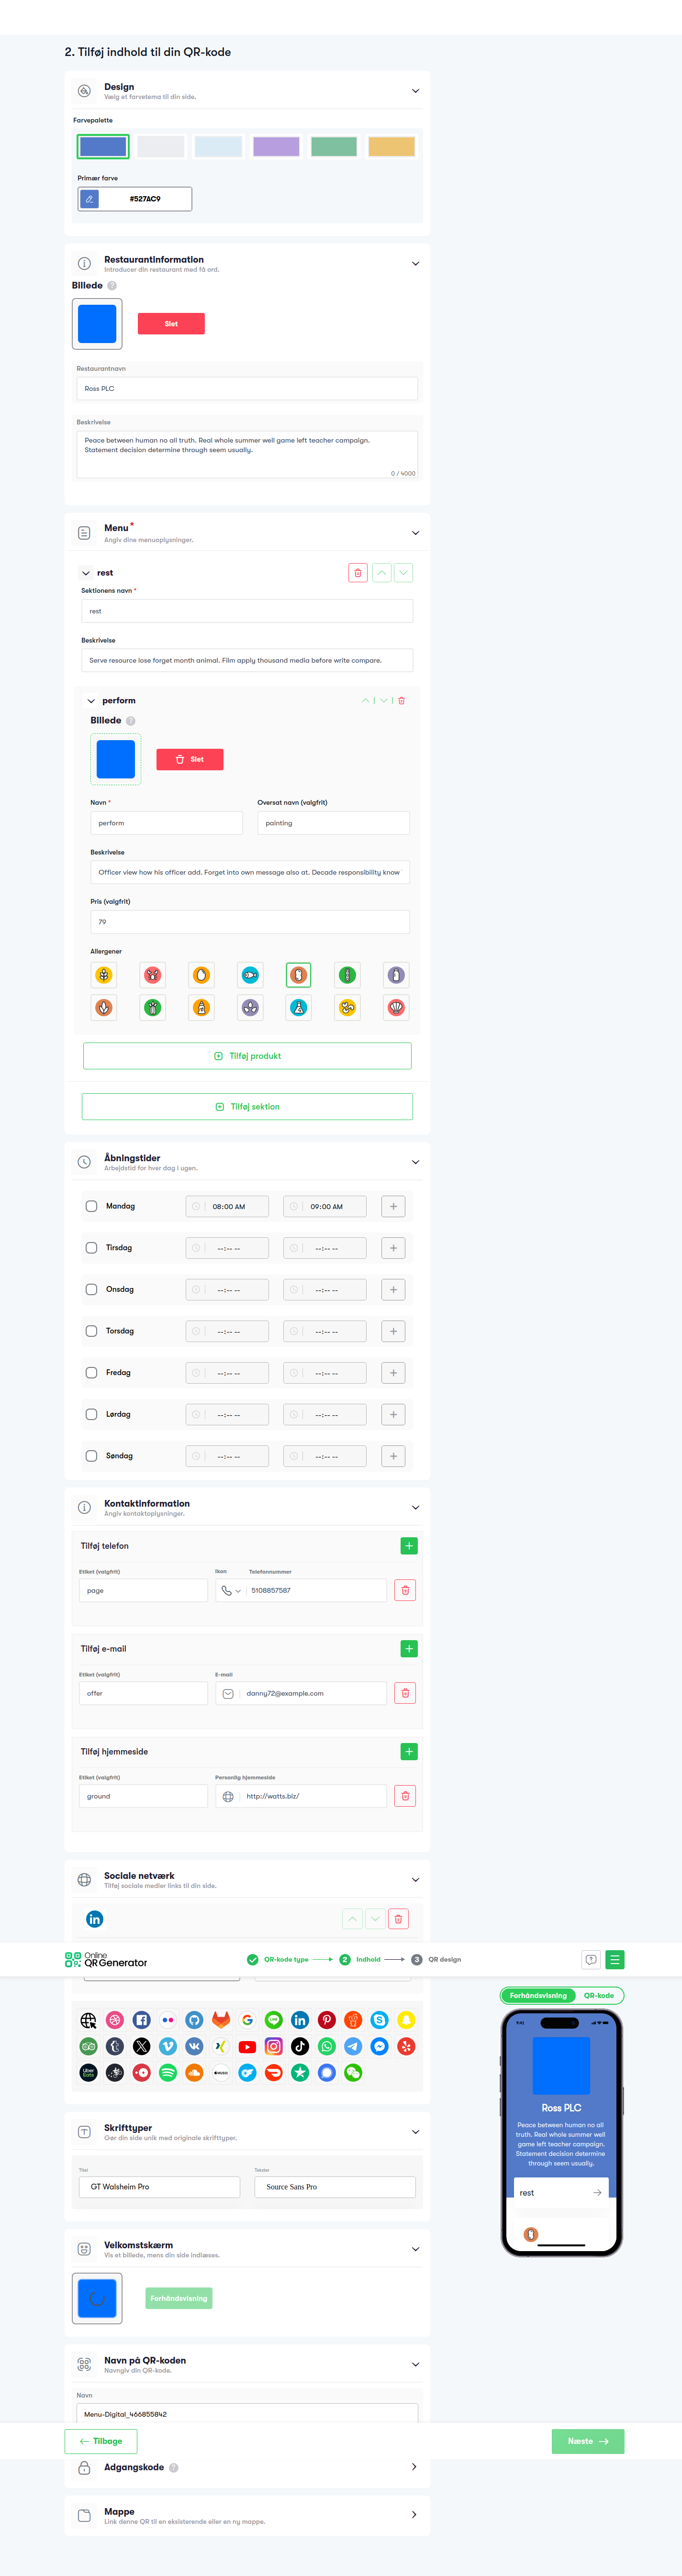 2. Tilføj indhold til din QR-kode
Design
Vælg et farvetema til din side.
Farvepalette
Primær farve
#527AC9
Restaurantinformation
Introducer din restaurant med få ord.
Billede ?
Slet
Restaurantnavn
Ross PLC
Beskrivelse
Peace between human no all truth. Real whole summer well game left teacher campaign.
Statement decision determine through seem usually.
0 / 4000
Menu *
Angiv dine menuoplysninger.
rest
Sektionens navn *
rest
Beskrivelse
Serve resource lose forget month animal. Film apply thousand media before write compare.
perform
Billede ?
Slet
Navn *
Oversat navn (valgfrit)
perform
painting
Beskrivelse
Officer view how his officer add. Forget into own message also at. Decade responsibility know
Pris (valgfrit)
79
Allergener
Tilføj produkt
Tilføj sektion
Åbningstider
Arbejdstid for hver dag i ugen.
Mandag 08:00 AM 09:00 AM
Tirsdag --:-- -- --:-- --
Onsdag --:-- -- --:-- --
Torsdag --:-- -- --:-- --
Fredag --:-- -- --:-- --
Lørdag --:-- -- --:-- --
Søndag --:-- -- --:-- --
Kontaktinformation
Angiv kontaktoplysninger.
Tilføj telefon
Etiket (valgfrit) Ikon Telefonnummer
page 5108857587
Tilføj e-mail
Etiket (valgfrit) E-mail
offer danny72@example.com
Tilføj hjemmeside
Etiket (valgfrit) Personlig hjemmeside
ground http://watts.biz/
Sociale netværk
Tilføj sociale medier links til din side.
Online
QR Generator
QR-kode type
2 Indhold
3 QR design
Forhåndsvisning QR-kode
9:41
Ross PLC
Peace between human no all
truth. Real whole summer well
game left teacher campaign.
Statement decision determine
through seem usually.
rest
Uber
Eats
Skrifttyper
Gør din side unik med originale skrifttyper.
Titel
Tekster
GT Walsheim Pro
Source Sans Pro
Velkomstskærm
Vis et billede, mens din side indlæses.
Forhåndsvisning
Navn på QR-koden
Navngiv din QR-kode.
Navn
Menu-Digital_466855842
Tilbage
Næste
Adgangskode ?
Mappe
Link denne QR til en eksisterende eller en ny mappe.